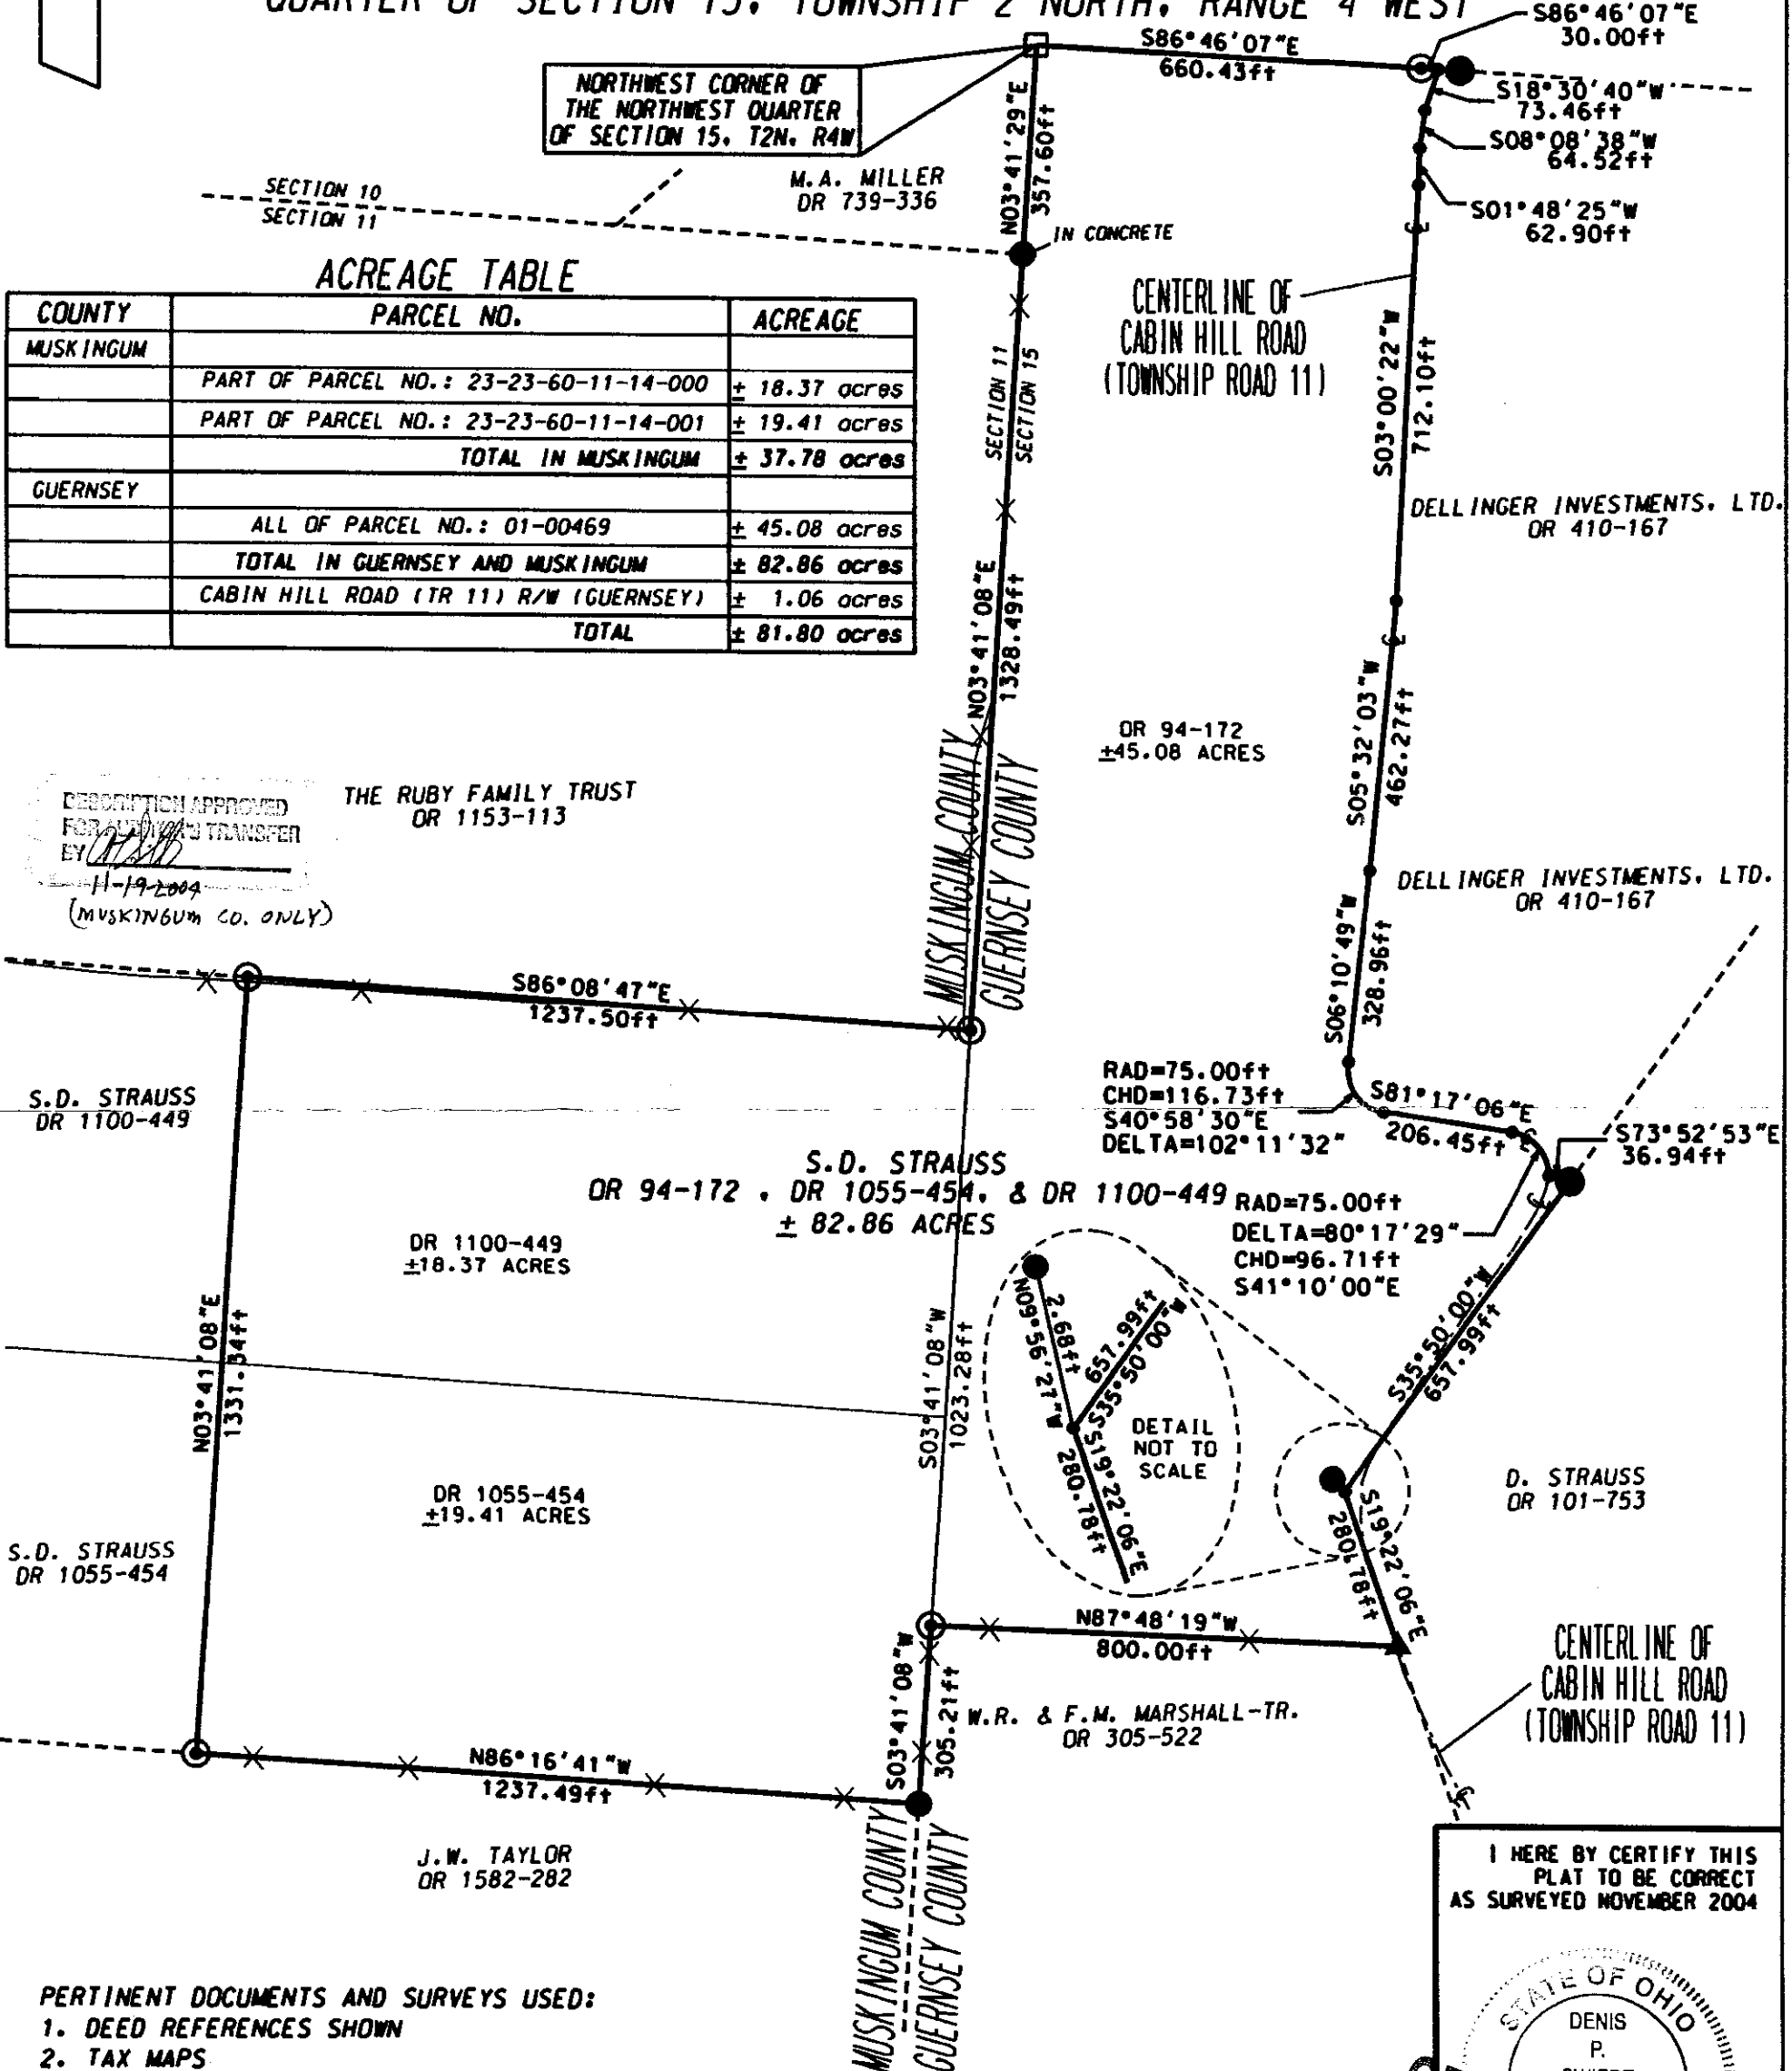 QUARTER OF SECTION 15, TOWNSHIP 2 NORTH, RANGE 4 WEST
S86°46'07"E
30.00ft
S86°46'07"E
660.43ft
NORTHWEST CORNER OF
THE NORTHWEST QUARTER
OF SECTION 15, T2N, R4W
S18°30'40"W
73.46ft
S08°08'38"W
64.52ft
S01°48'25"W
62.90ft
N03°41'29"E
357.60ft
M.A. MILLER
DR 739-336
SECTION 10
SECTION 11
IN CONCRETE
CENTERLINE OF
CABIN HILL ROAD
(TOWNSHIP ROAD 11)
ACREAGE TABLE
COUNTY PARCEL NO. ACREAGE
MUSKINGUM
PART OF PARCEL NO.: 23-23-60-11-14-000 ± 18.37 acres
PART OF PARCEL NO.: 23-23-60-11-14-001 ± 19.41 acres
TOTAL IN MUSKINGUM ± 37.78 acres
GUERNSEY
ALL OF PARCEL NO.: 01-00469 ± 45.08 acres
TOTAL IN GUERNSEY AND MUSKINGUM ± 82.86 acres
CABIN HILL ROAD (TR 11) R/W (GUERNSEY) ± 1.06 acres
TOTAL ± 81.80 acres
SECTION 11
SECTION 15
S03°00'22"W
712.10ft
DELLINGER INVESTMENTS, LTD.
OR 410-167
N03°41'08"E
1328.49ft
S05°32'03"W
462.27ft
OR 94-172
±45.08 ACRES
MUSKINGUM COUNTY
GUERNSEY COUNTY
DESCRIPTION APPROVED
FOR AUDITOR'S TRANSFER
BY
11-19-2004
(MUSKINGUM CO. ONLY)
THE RUBY FAMILY TRUST
OR 1153-113
DELLINGER INVESTMENTS, LTD.
OR 410-167
S06°10'49"W
328.96ft
S86°08'47"E
1237.50ft
S.D. STRAUSS
DR 1100-449
RAD=75.00ft
CHD=116.73ft
S40°58'30"E
DELTA=102°11'32"
S81°17'06"E
206.45ft
S73°52'53"E
36.94ft
S.D. STRAUSS
OR 94-172 , DR 1055-454, & DR 1100-449
± 82.86 ACRES
RAD=75.00ft
DELTA=80°17'29"
CHD=96.71ft
S41°10'00"E
DR 1100-449
±18.37 ACRES
N03°41'08"E
1331.34ft
S03°41'08"W
1023.28ft
N09°56'27"W
2.68ft
657.99ft
S35°50'00"W
S19°22'06"E
280.78ft
DETAIL
NOT TO
SCALE
S35°50'00"W
657.99ft
D. STRAUSS
OR 101-753
DR 1055-454
±19.41 ACRES
S.D. STRAUSS
DR 1055-454
S19°22'06"E
280.78ft
N87°48'19"W
800.00ft
CENTERLINE OF
CABIN HILL ROAD
(TOWNSHIP ROAD 11)
S03°41'08"W
305.21ft
W.R. & F.M. MARSHALL-TR.
OR 305-522
N86°16'41"W
1237.49ft
J.W. TAYLOR
OR 1582-282
MUSKINGUM COUNTY
GUERNSEY COUNTY
I HERE BY CERTIFY THIS
PLAT TO BE CORRECT
AS SURVEYED NOVEMBER 2004
STATE OF OHIO
DENIS
P.
PERTINENT DOCUMENTS AND SURVEYS USED:
1. DEED REFERENCES SHOWN
2. TAX MAPS